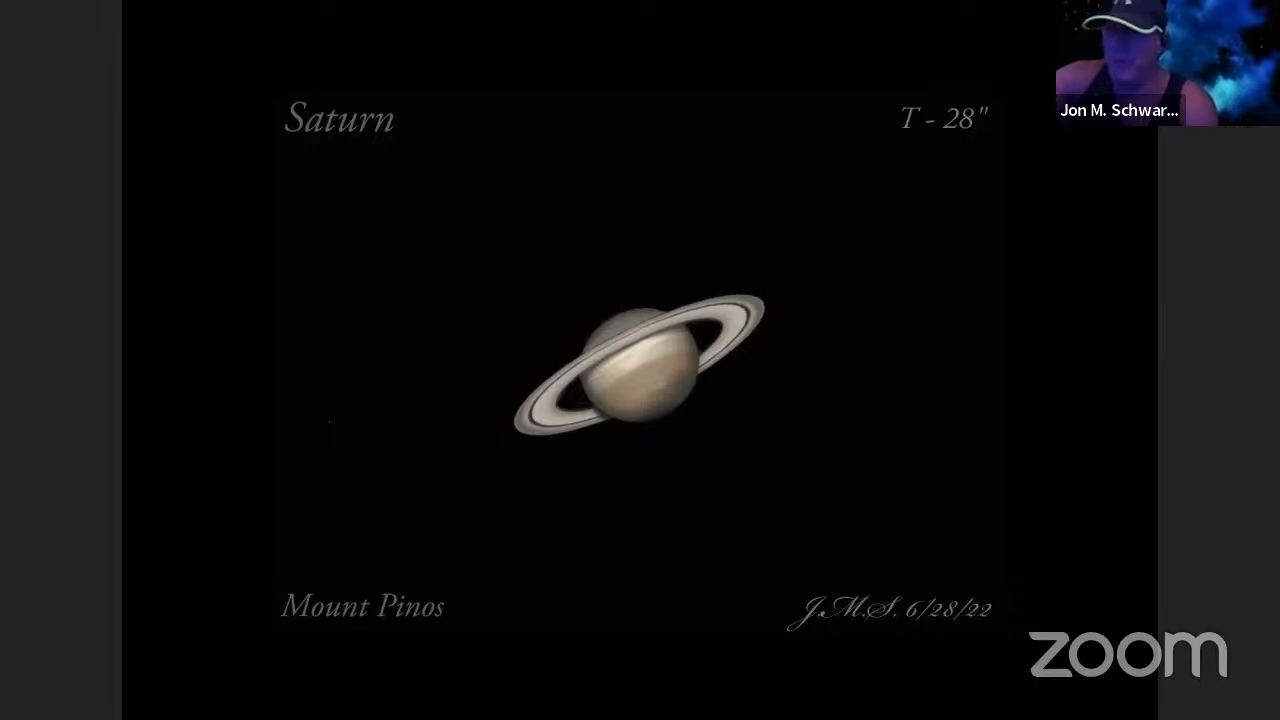 Saturn
T - 28"
Jon M. Schwar...
Mount Pinos
J.M.S. 6/28/22
zoom